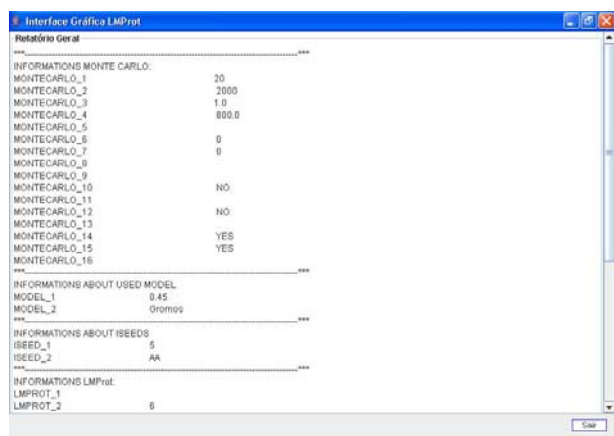 Interface Gráfica LMProt
Relatório Geral
***---***
INFORMATIONS MONTE CARLO:
MONTECARLO_1 20
MONTECARLO_2 2000
MONTECARLO_3 1.0
MONTECARLO_4 800.0
MONTECARLO_5
MONTECARLO_6 0
MONTECARLO_7 0
MONTECARLO_8
MONTECARLO_9
MONTECARLO_10 NO
MONTECARLO_11
MONTECARLO_12 NO
MONTECARLO_13
MONTECARLO_14 YES
MONTECARLO_15 YES
MONTECARLO_16
***---***
INFORMATIONS ABOUT USED MODEL
MODEL_1 0.45
MODEL_2 Gromos
***---***
INFORMATIONS ABOUT ISEEDS
ISEED_1 5
ISEED_2 AA
***---***
INFORMATIONS LMProt:
LMPROT_1
LMPROT_2 6
Sair